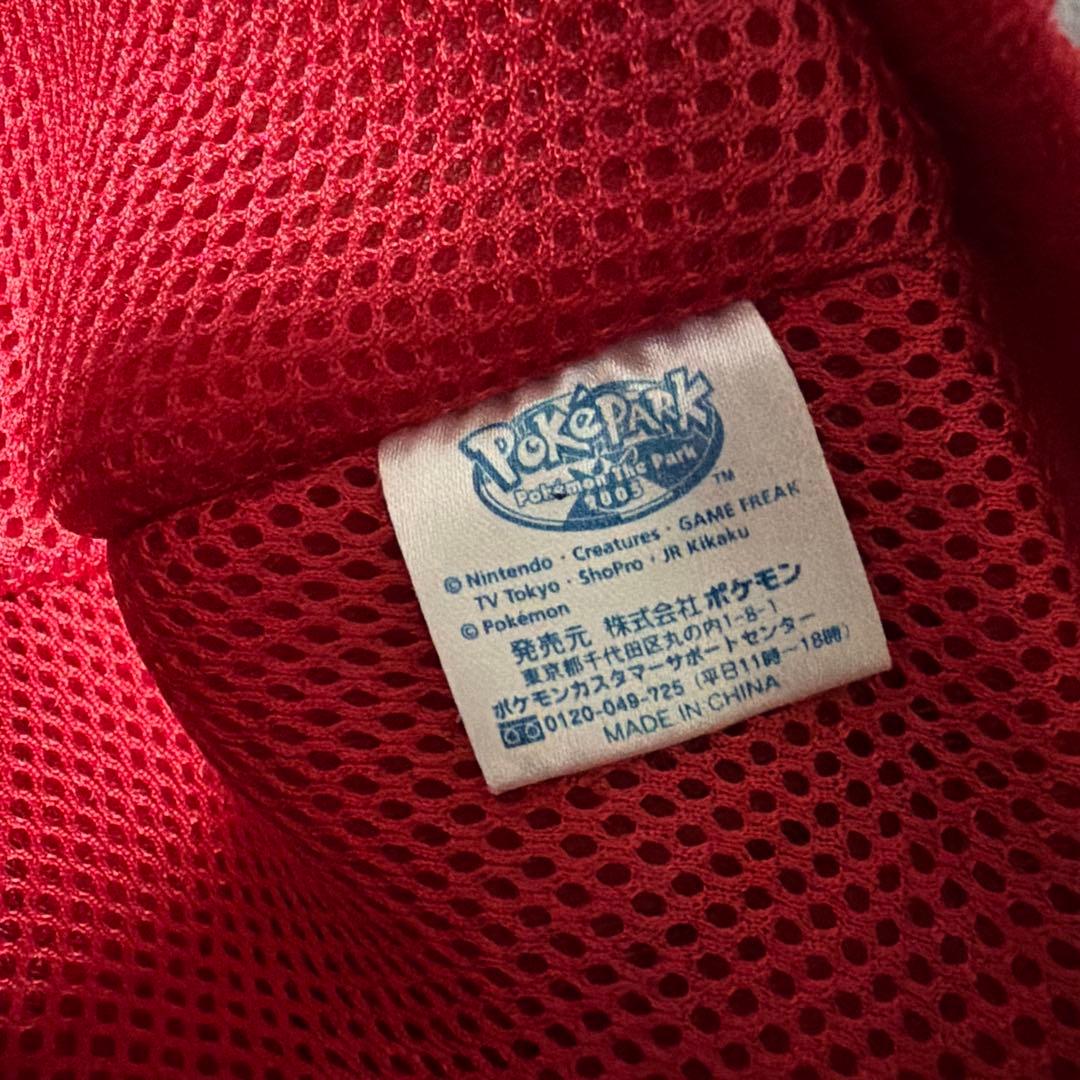 PokéPARK
Pokémon The Park
2005
TM
© Nintendo · Creatures · GAME FREAK
TV Tokyo · ShoPro · JR Kikaku
© Pokémon
発売元 株式会社ポケモン
東京都千代田区丸の内1-8-1
ポケモンカスタマーサポートセンター
0120-049-725 (平日11時〜18時)
MADE IN CHINA